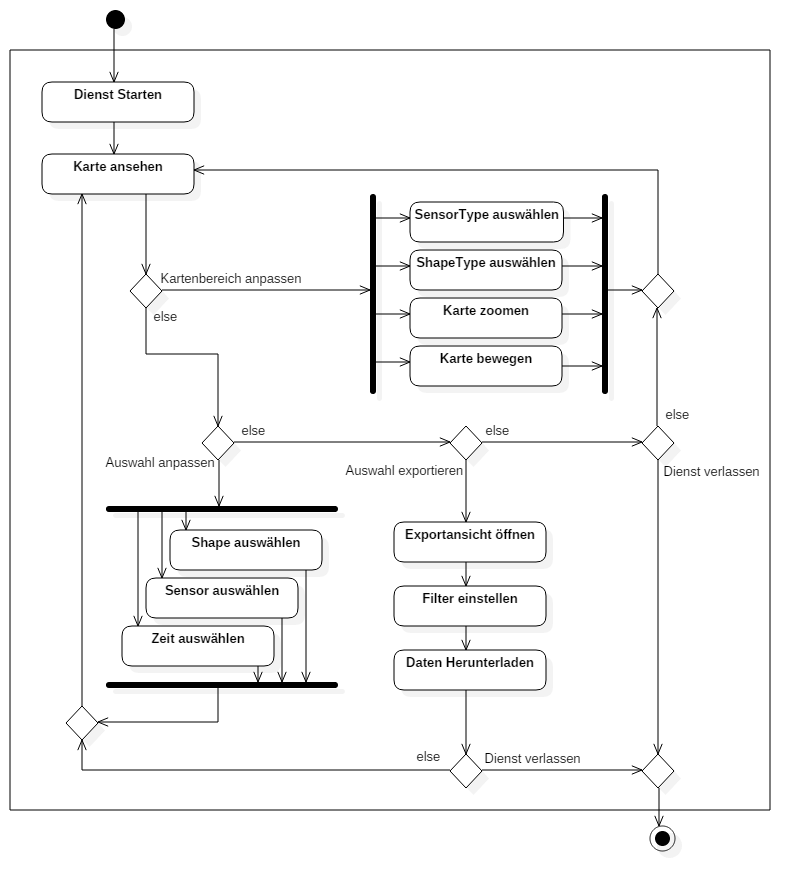 Dienst Starten
Karte ansehen
SensorType auswählen
ShapeType auswählen
Kartenbereich anpassen
Karte zoomen
else
Karte bewegen
else
else
else
Auswahl anpassen
Auswahl exportieren
Dienst verlassen
Exportansicht öffnen
Shape auswählen
Sensor auswählen
Filter einstellen
Zeit auswählen
Daten Herunterladen
else
Dienst verlassen